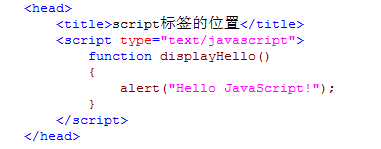 <head>
<title>script标签的位置</title>
<script type="text/javascript">
function displayHello()
{
alert("Hello JavaScript!");
}
</script>
</head>